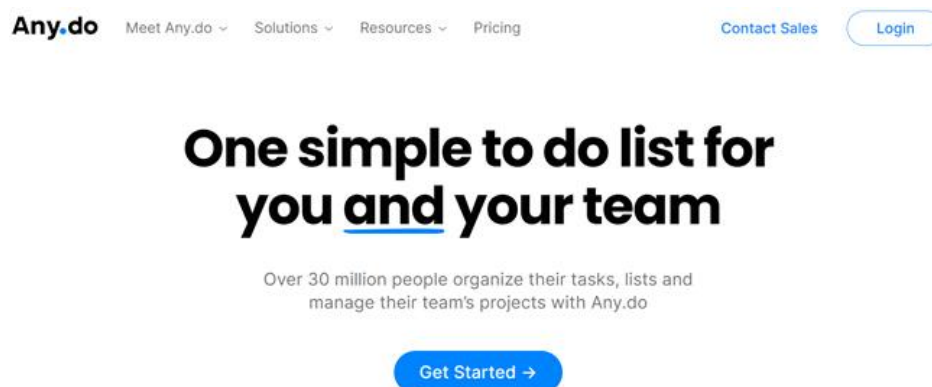 Any.do Meet Any.do Solutions Resources Pricing Contact Sales Login
One simple to do list for
you and your team
Over 30 million people organize their tasks, lists and
manage their team's projects with Any.do
Get Started →